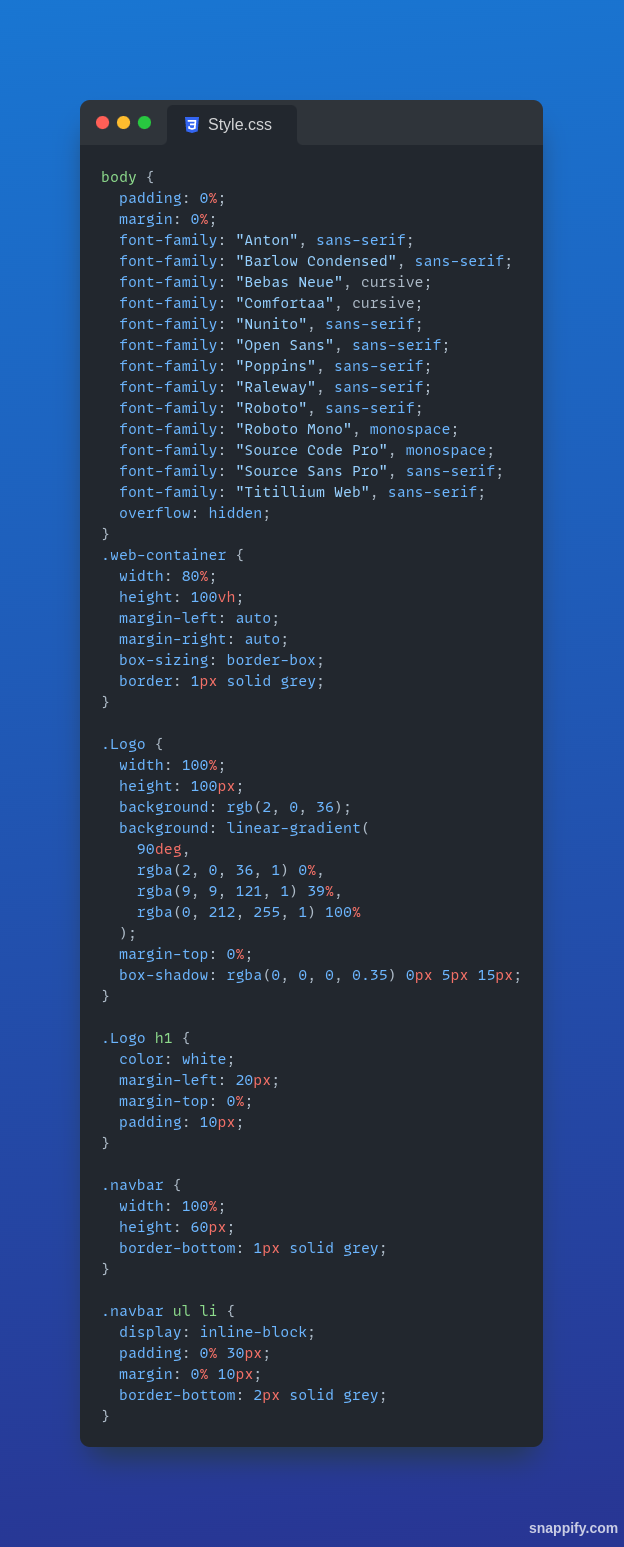 Style.css
body {
  padding: 0%;
  margin: 0%;
  font-family: "Anton", sans-serif;
  font-family: "Barlow Condensed", sans-serif;
  font-family: "Bebas Neue", cursive;
  font-family: "Comfortaa", cursive;
  font-family: "Nunito", sans-serif;
  font-family: "Open Sans", sans-serif;
  font-family: "Poppins", sans-serif;
  font-family: "Raleway", sans-serif;
  font-family: "Roboto", sans-serif;
  font-family: "Roboto Mono", monospace;
  font-family: "Source Code Pro", monospace;
  font-family: "Source Sans Pro", sans-serif;
  font-family: "Titillium Web", sans-serif;
  overflow: hidden;
}
.web-container {
  width: 80%;
  height: 100vh;
  margin-left: auto;
  margin-right: auto;
  box-sizing: border-box;
  border: 1px solid grey;
}

.Logo {
  width: 100%;
  height: 100px;
  background: rgb(2, 0, 36);
  background: linear-gradient(
    90deg,
    rgba(2, 0, 36, 1) 0%,
    rgba(9, 9, 121, 1) 39%,
    rgba(0, 212, 255, 1) 100%
  );
  margin-top: 0%;
  box-shadow: rgba(0, 0, 0, 0.35) 0px 5px 15px;
}

.Logo h1 {
  color: white;
  margin-left: 20px;
  margin-top: 0%;
  padding: 10px;
}

.navbar {
  width: 100%;
  height: 60px;
  border-bottom: 1px solid grey;
}

.navbar ul li {
  display: inline-block;
  padding: 0% 30px;
  margin: 0% 10px;
  border-bottom: 2px solid grey;
}
snappify.com